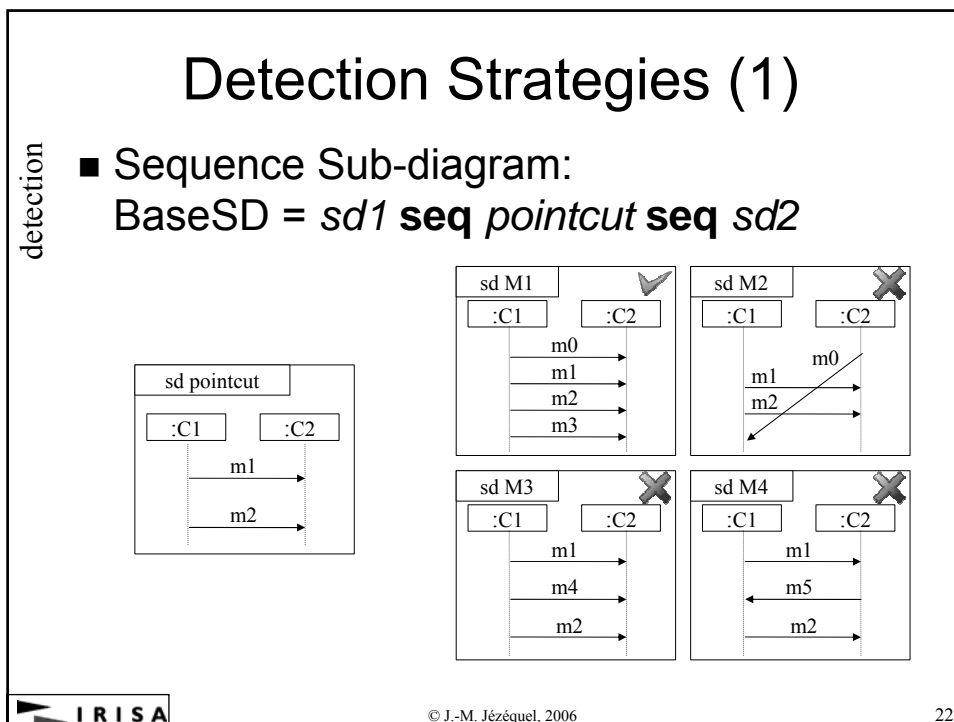 Detection Strategies (1)
detection
■ Sequence Sub-diagram:
BaseSD = sd1 seq pointcut seq sd2
sd pointcut
:C1 :C2
m1
m2
sd M1
:C1 :C2
m0
m1
m2
m3
sd M2
:C1 :C2
m0
m1
m2
sd M3
:C1 :C2
m1
m4
m2
sd M4
:C1 :C2
m1
m5
m2
IRISA
© J.-M. Jézéquel, 2006
22